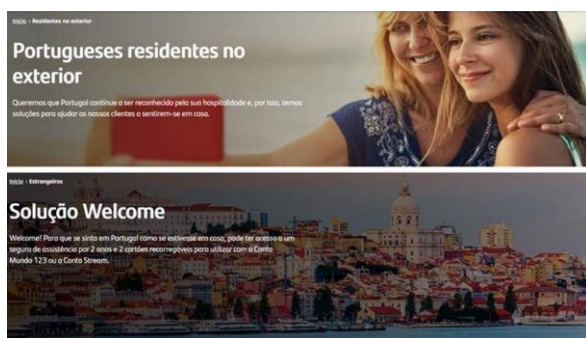 Início > Residentes no exterior
Portugueses residentes no
exterior
Queremos que Portugal continue a ser reconhecido pela sua hospitalidade e, por isso, temos
soluções para ajudar os nossos clientes a sentirem-se em casa.
Início > Estrangeiros
Solução Welcome
Welcome! Para que se sinta em Portugal como se estivesse em casa, pode ter acesso a um
seguro de assistência por 2 anos e 2 cartões recarregáveis para utilizar com a Conta
Mundo 123 ou a Conta Stream.